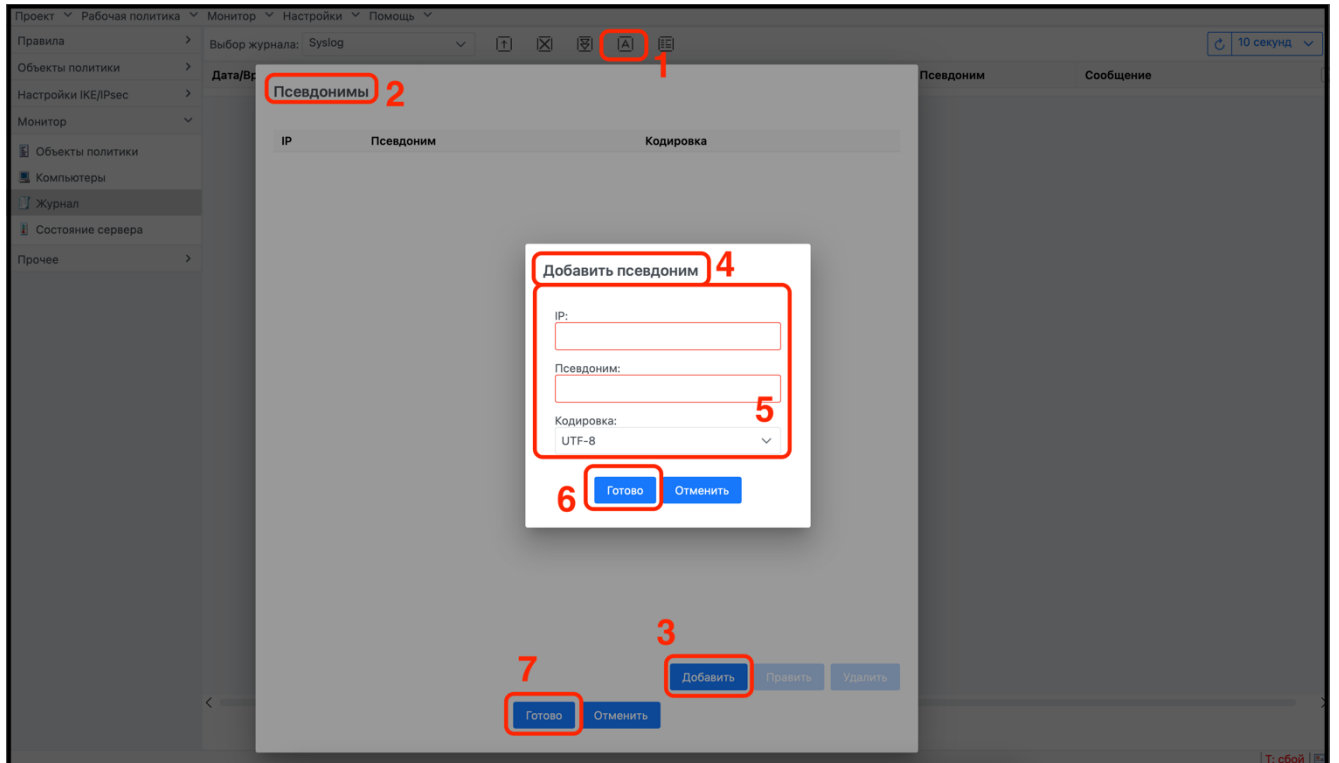 Проект Рабочая политика Монитор Настройки Помощь
Правила
Выбор журнала: Syslog
A
10 секунд
1
Объекты политики
Дата/Вр
Псевдоним Сообщение
Настройки IKE/IPsec
Псевдонимы 2
Монитор
IP Псевдоним Кодировка
Объекты политики
Компьютеры
Журнал
Состояние сервера
Прочее
Добавить псевдоним 4
IP:
Псевдоним:
5
Кодировка:
UTF-8
6
Готово Отменить
3
7
Добавить Править Удалить
Готово Отменить
Т: сбой